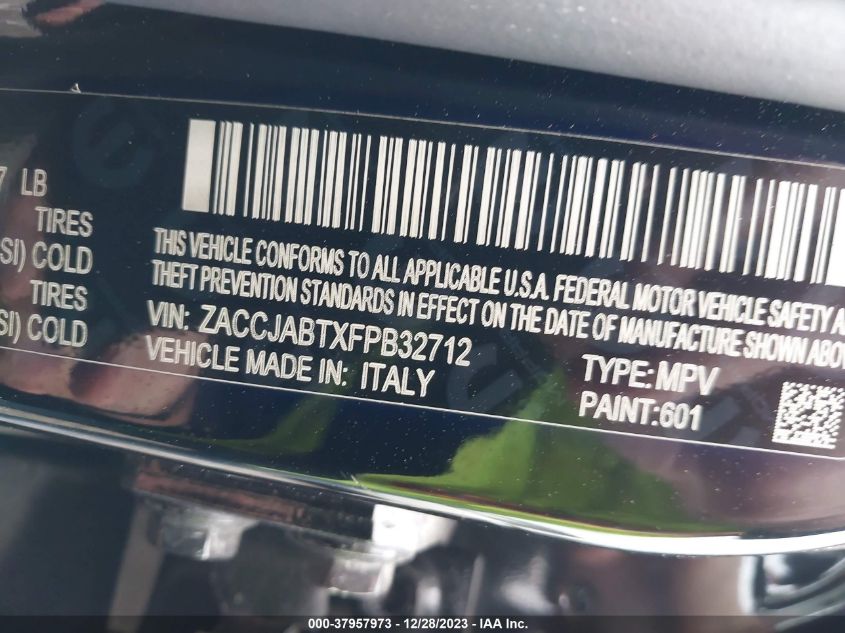 7 LB
TIRES
SI) COLD
TIRES
SI) COLD
THIS VEHICLE CONFORMS TO ALL APPLICABLE U.S.A. FEDERAL MOTOR VEHICLE SAFETY A
THEFT PREVENTION STANDARDS IN EFFECT ON THE DATE OF MANUFACTURE SHOWN ABOV
VIN: ZACCJABTXFPB32712
VEHICLE MADE IN: ITALY
TYPE: MPV
PAINT:601
000-37957973 - 12/28/2023 - IAA Inc.